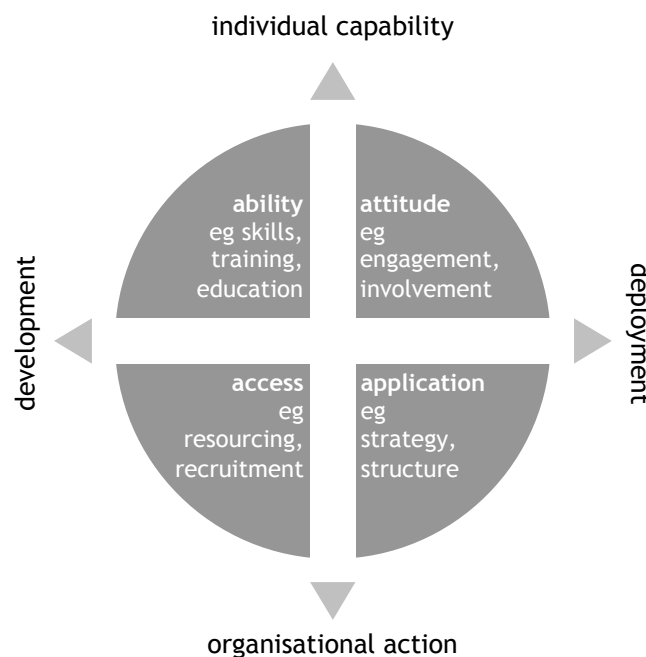 individual capability
ability
eg skills,
training,
education
attitude
eg
engagement,
involvement
development
deployment
access
eg
resourcing,
recruitment
application
eg
strategy,
structure
organisational action